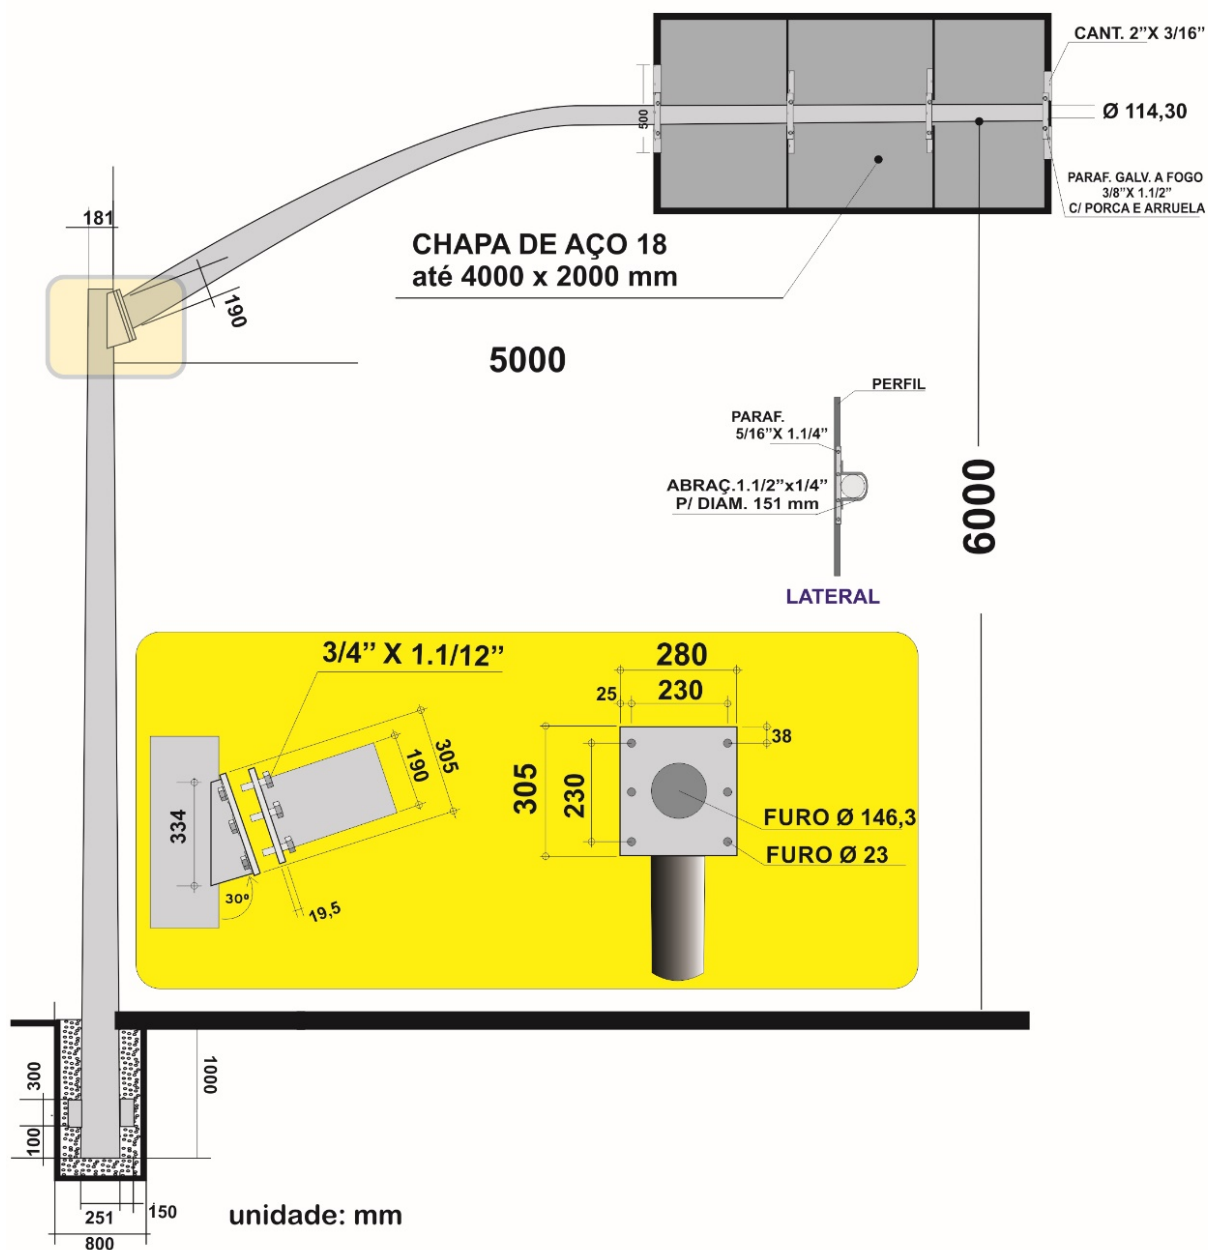 CANT. 2”X 3/16”
Ø 114,30
500
PARAF. GALV. A FOGO
3/8”X 1.1/2”
C/ PORCA E ARRUELA
181
CHAPA DE AÇO 18
até 4000 x 2000 mm
190
5000
PERFIL
PARAF.
5/16”X 1.1/4”
ABRAÇ.1.1/2”x1/4”
P/ DIAM. 151 mm
6000
LATERAL
3/4” X 1.1/12”
280
230
25
38
305
190
305
230
334
FURO Ø 146,3
FURO Ø 23
30º
19,5
300
1000
100
251
150
800
unidade: mm